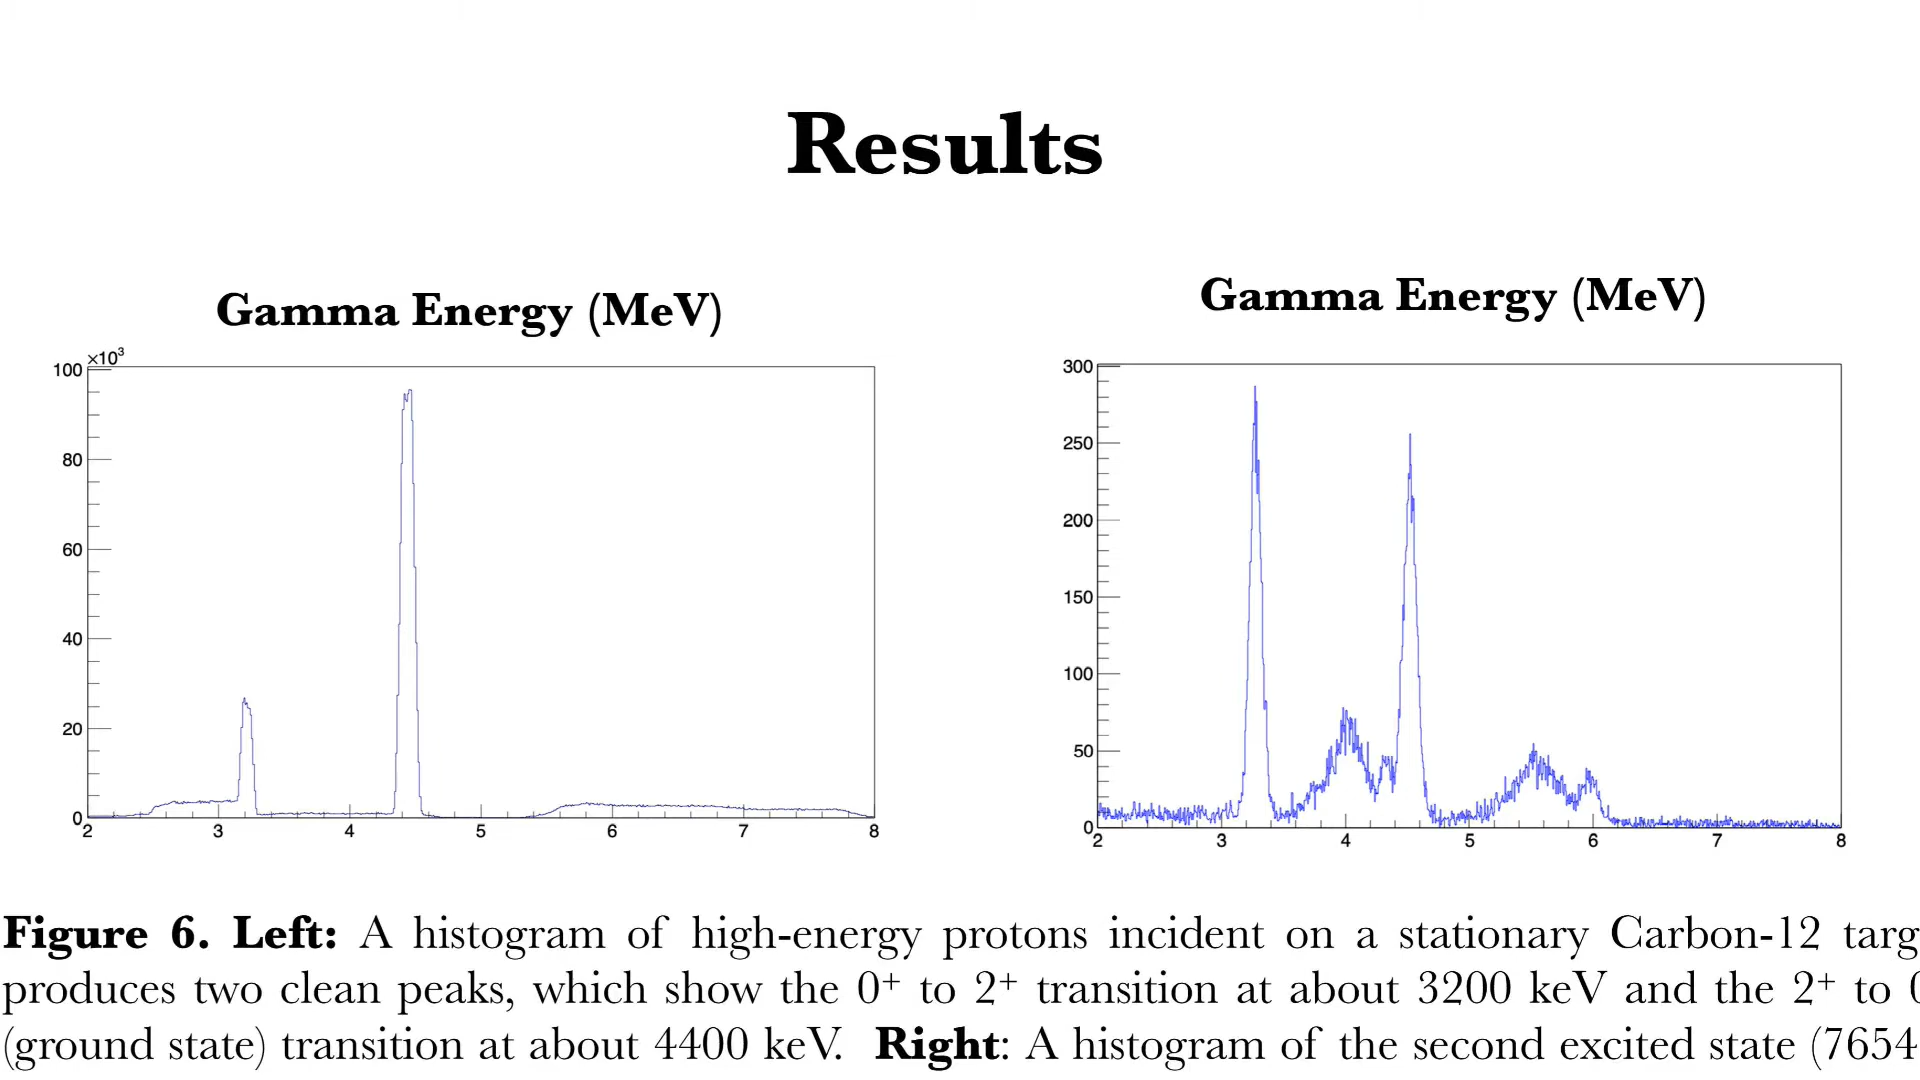 Results
Gamma Energy (MeV)
×10³
100
80
60
40
20
0
2 3 4 5 6 7 8
Gamma Energy (MeV)
300
250
200
150
100
50
0
2 3 4 5 6 7 8
Figure 6. Left: A histogram of high-energy protons incident on a stationary Carbon-12 targ
produces two clean peaks, which show the 0⁺ to 2⁺ transition at about 3200 keV and the 2⁺ to 0
(ground state) transition at about 4400 keV. Right: A histogram of the second excited state (7654